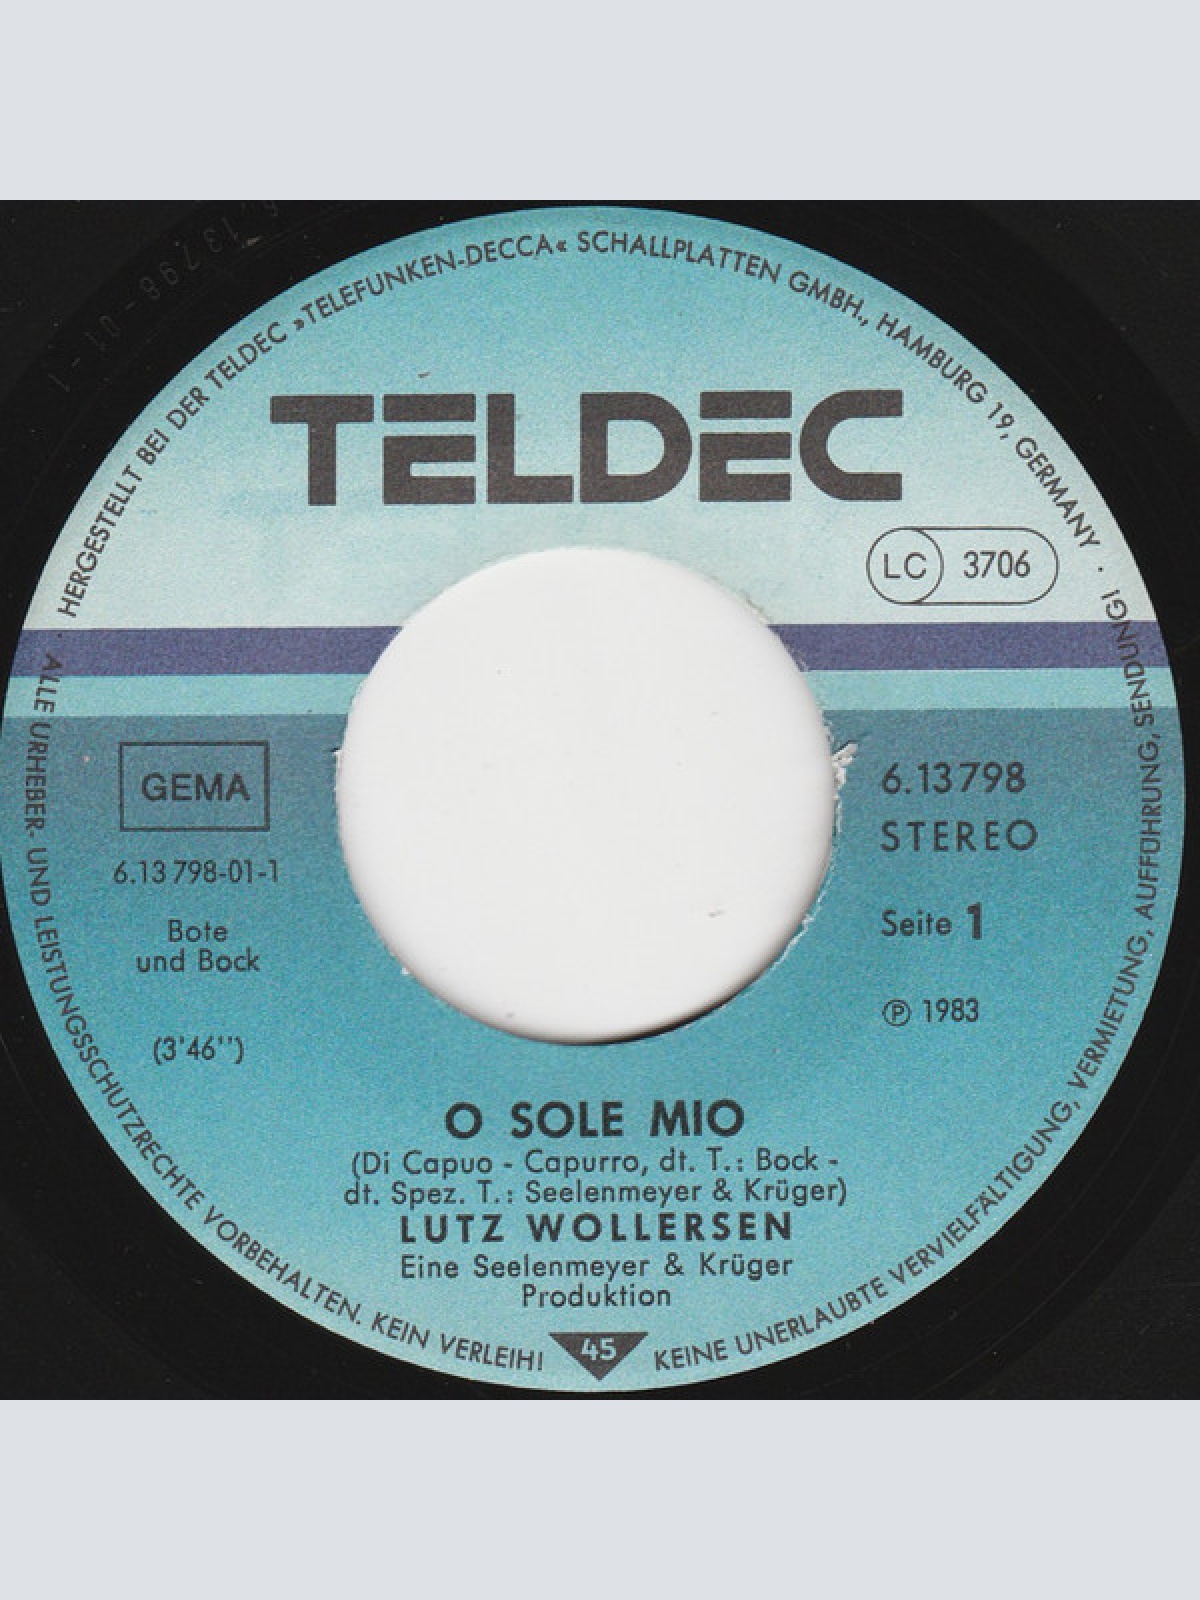 HERGESTELLT BEI DER TELDEC »TELEFUNKEN-DECCA« SCHALLPLATTEN GMBH., HAMBURG 19, GERMANY ·
TELDEC
LC 3706
GEMA
6.13 798-01-1
Bote
und Bock
(3'46'')
6.13798
STEREO
Seite 1
℗ 1983
O SOLE MIO
(Di Capuo - Capurro, dt. T.: Bock -
dt. Spez. T.: Seelenmeyer & Krüger)
LUTZ WOLLERSEN
Eine Seelenmeyer & Krüger
Produktion
45
· ALLE URHEBER- UND LEISTUNGSSCHUTZRECHTE VORBEHALTEN. KEIN VERLEIH!
KEINE UNERLAUBTE VERVIELFÄLTIGUNG, VERMIETUNG, AUFFÜHRUNG, SENDUNG!
6.13798-01-1